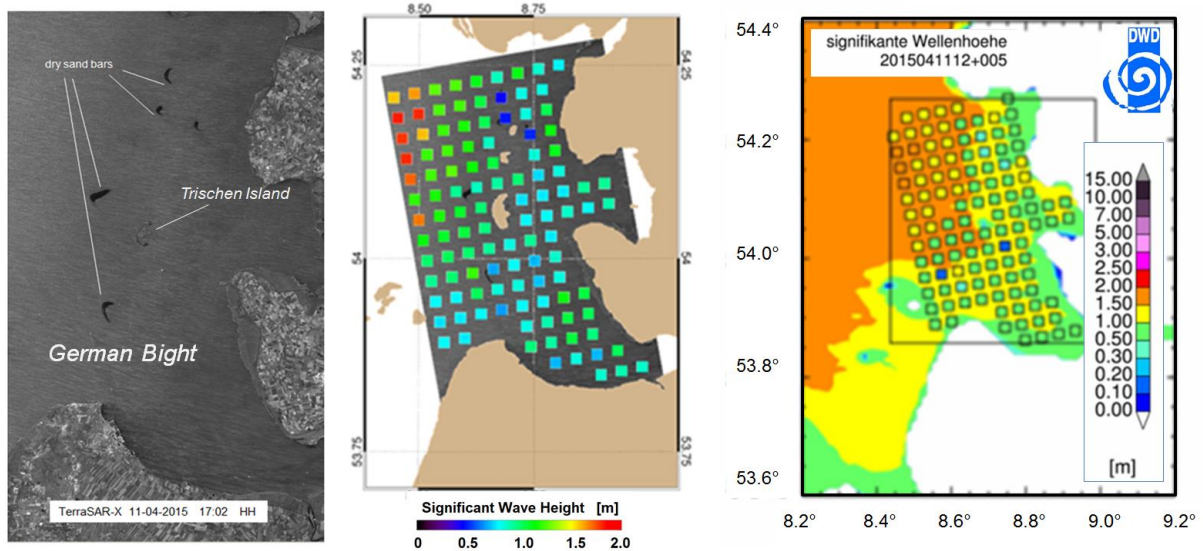 dry sand bars
Trischen Island
German Bight
TerraSAR-X 11-04-2015 17:02 HH
8.50 8.75
54.25 54.25
54 54
53.75 53.75
Significant Wave Height [m]
0 0.5 1.0 1.5 2.0
54.4°
54.2°
54.0°
53.8°
53.6°
signifikante Wellenhoehe
2015041112+005
DWD
15.00
10.00
7.00
5.00
3.00
2.50
2.00
1.50
1.00
0.50
0.30
0.20
0.10
0.00
[m]
8.2° 8.4° 8.6° 8.8° 9.0° 9.2°